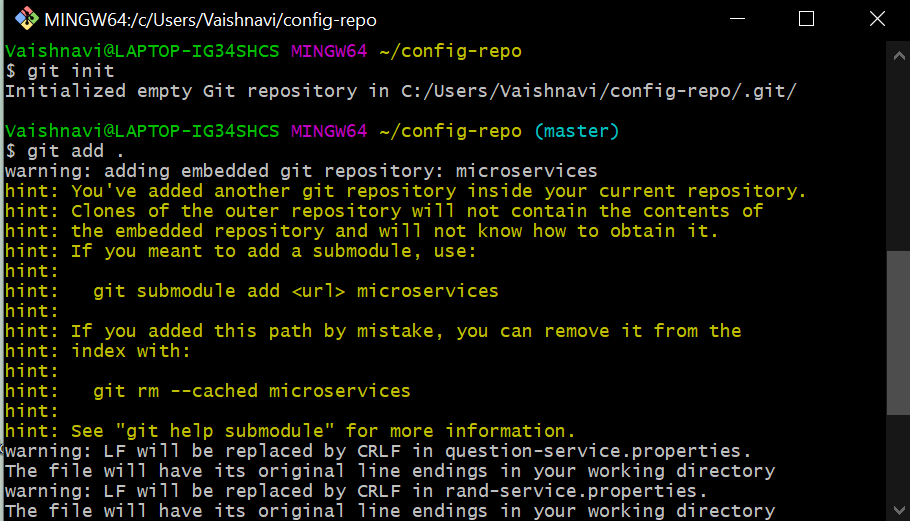 MINGW64:/c/Users/Vaishnavi/config-repo
Vaishnavi@LAPTOP-IG34SHCS MINGW64 ~/config-repo
$ git init
Initialized empty Git repository in C:/Users/Vaishnavi/config-repo/.git/
Vaishnavi@LAPTOP-IG34SHCS MINGW64 ~/config-repo (master)
$ git add .
warning: adding embedded git repository: microservices
hint: You've added another git repository inside your current repository.
hint: Clones of the outer repository will not contain the contents of
hint: the embedded repository and will not know how to obtain it.
hint: If you meant to add a submodule, use:
hint:
hint:   git submodule add <url> microservices
hint:
hint: If you added this path by mistake, you can remove it from the
hint: index with:
hint:
hint:   git rm --cached microservices
hint:
hint: See "git help submodule" for more information.
warning: LF will be replaced by CRLF in question-service.properties.
The file will have its original line endings in your working directory
warning: LF will be replaced by CRLF in rand-service.properties.
The file will have its original line endings in your working directory